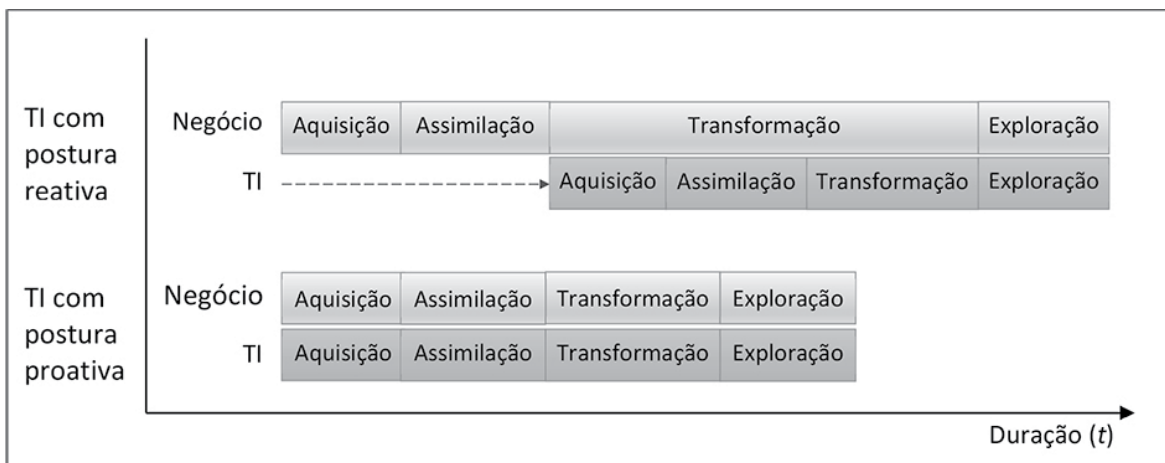 TI com
postura
reativa
Negócio
Aquisição Assimilação Transformação Exploração
TI
Aquisição Assimilação Transformação Exploração
TI com
postura
proativa
Negócio
Aquisição Assimilação Transformação Exploração
TI
Aquisição Assimilação Transformação Exploração
Duração (t)